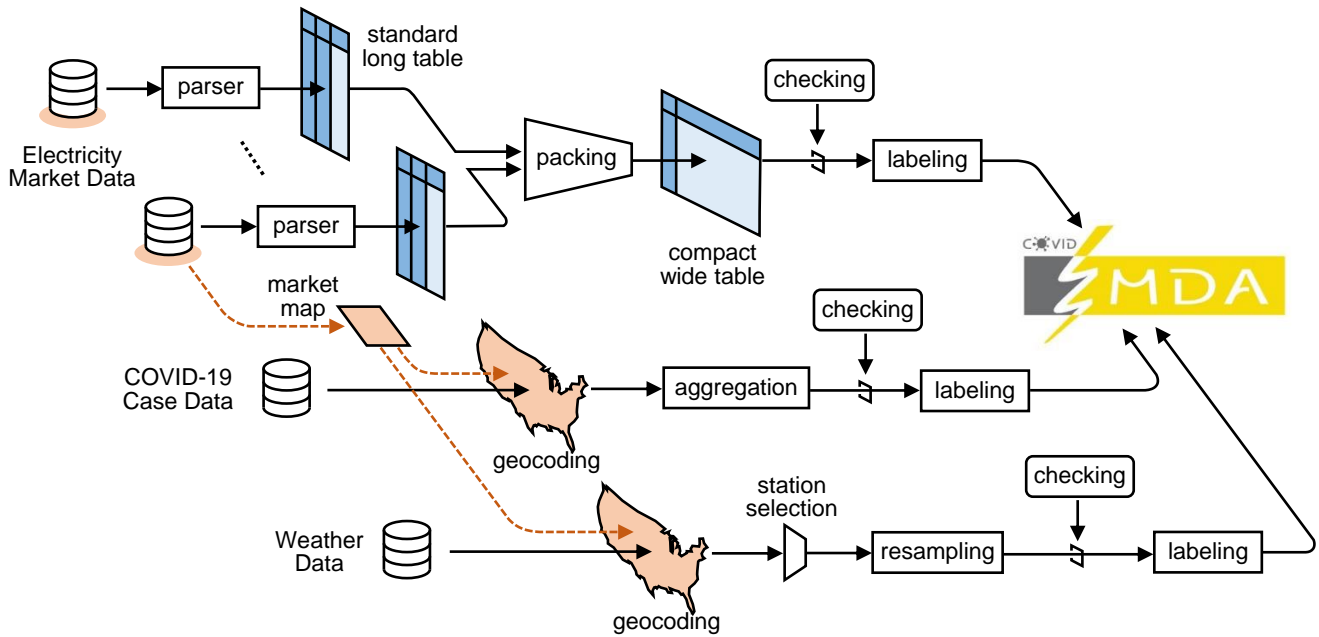 standard
long table
checking
parser
Electricity
Market Data
packing
labeling
parser
compact
wide table
COVID
EMDA
market
map
checking
COVID-19
Case Data
aggregation
labeling
geocoding
station
selection
checking
Weather
Data
resampling
labeling
geocoding